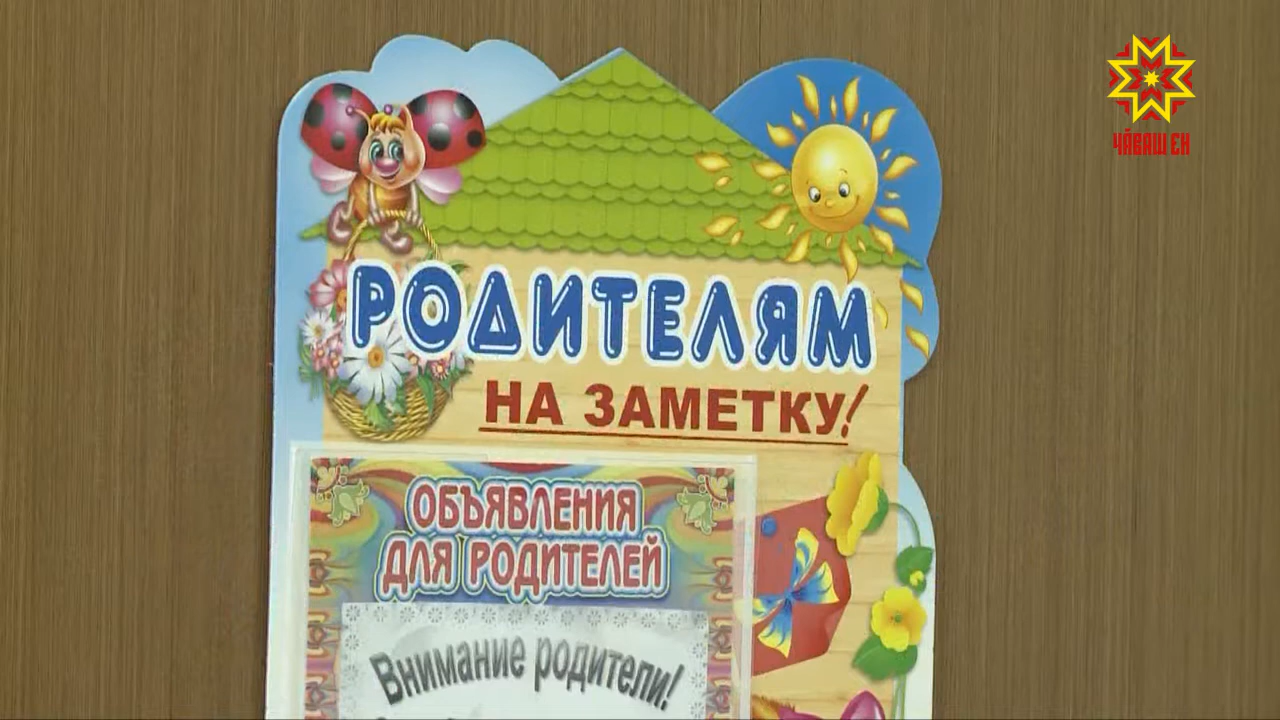 ЧӐВАШ ЕН
РОДИТЕЛЯМ
НА ЗАМЕТКУ!
ОБЪЯВЛЕНИЯ
ДЛЯ РОДИТЕЛЕЙ
Внимание родители!